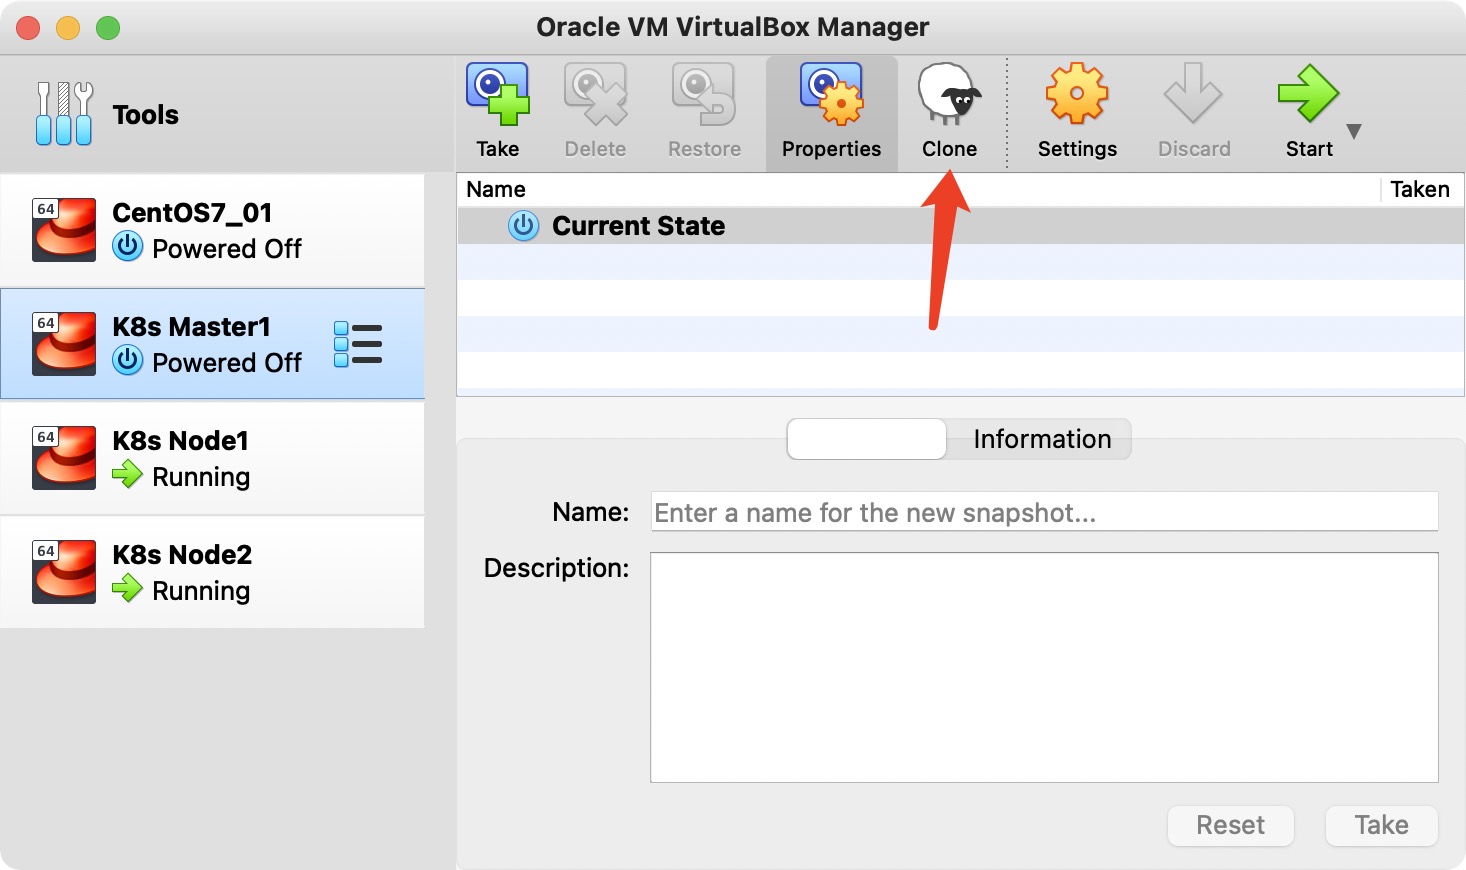 Oracle VM VirtualBox Manager
Tools
Take
Delete
Restore
Properties
Clone
Settings
Discard
Start
64
CentOS7_01
Powered Off
64
K8s Master1
Powered Off
64
K8s Node1
Running
64
K8s Node2
Running
Name
Taken
Current State
Information
Name:
Enter a name for the new snapshot...
Description:
Reset
Take